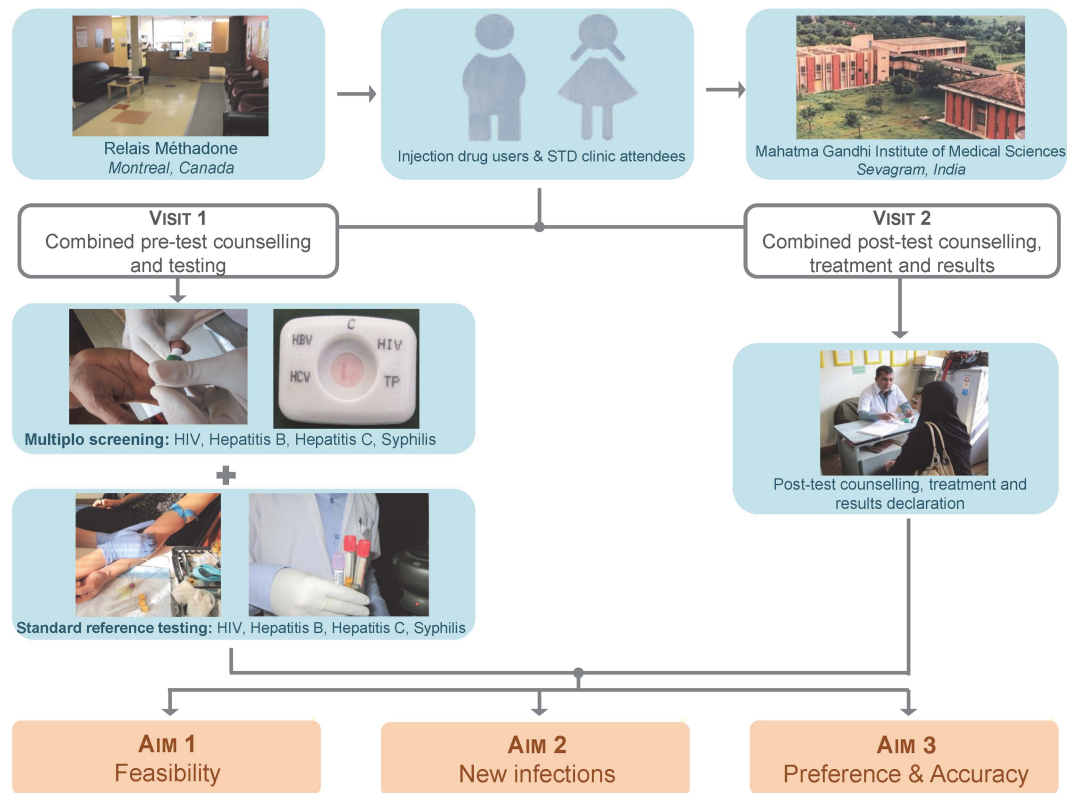 Relais Méthadone
Montreal, Canada
Injection drug users & STD clinic attendees
Mahatma Gandhi Institute of Medical Sciences
Sevagram, India
VISIT 1
Combined pre-test counselling
and testing
VISIT 2
Combined post-test counselling,
treatment and results
C
HBV
HIV
HCV
TP
Multiplo screening: HIV, Hepatitis B, Hepatitis C, Syphilis
Post-test counselling, treatment and
results declaration
Standard reference testing: HIV, Hepatitis B, Hepatitis C, Syphilis
AIM 1
Feasibility
AIM 2
New infections
AIM 3
Preference & Accuracy